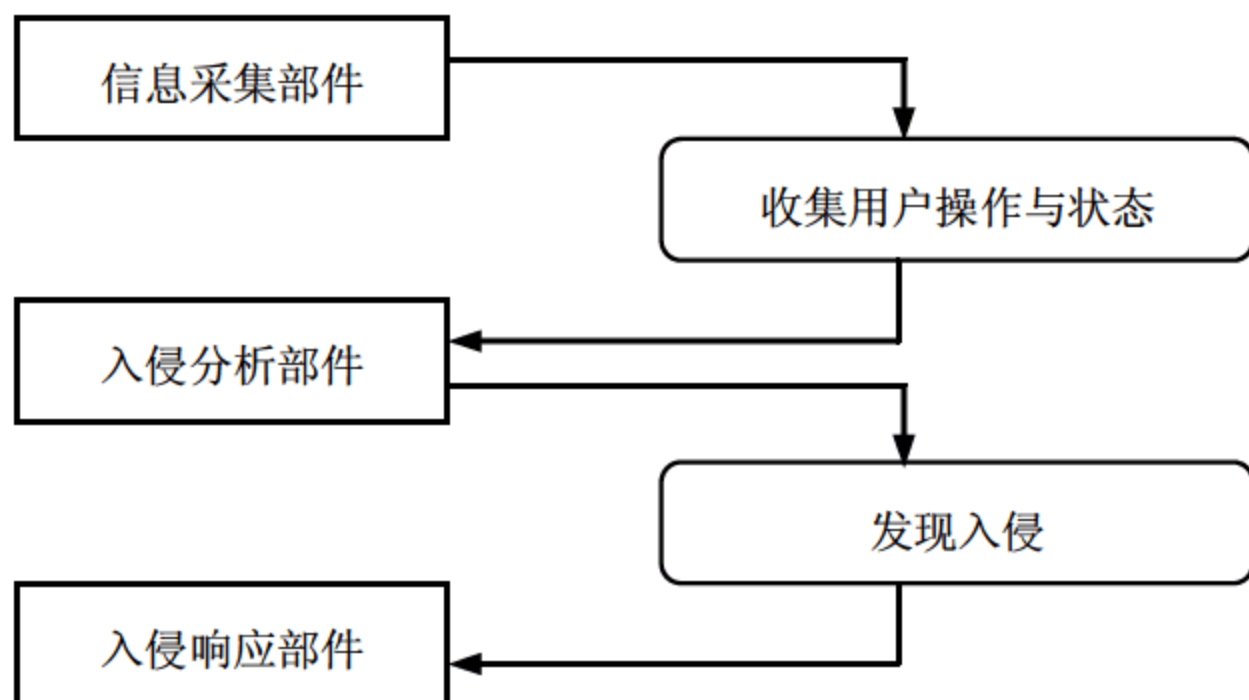 信息采集部件
收集用户操作与状态
入侵分析部件
发现入侵
入侵响应部件